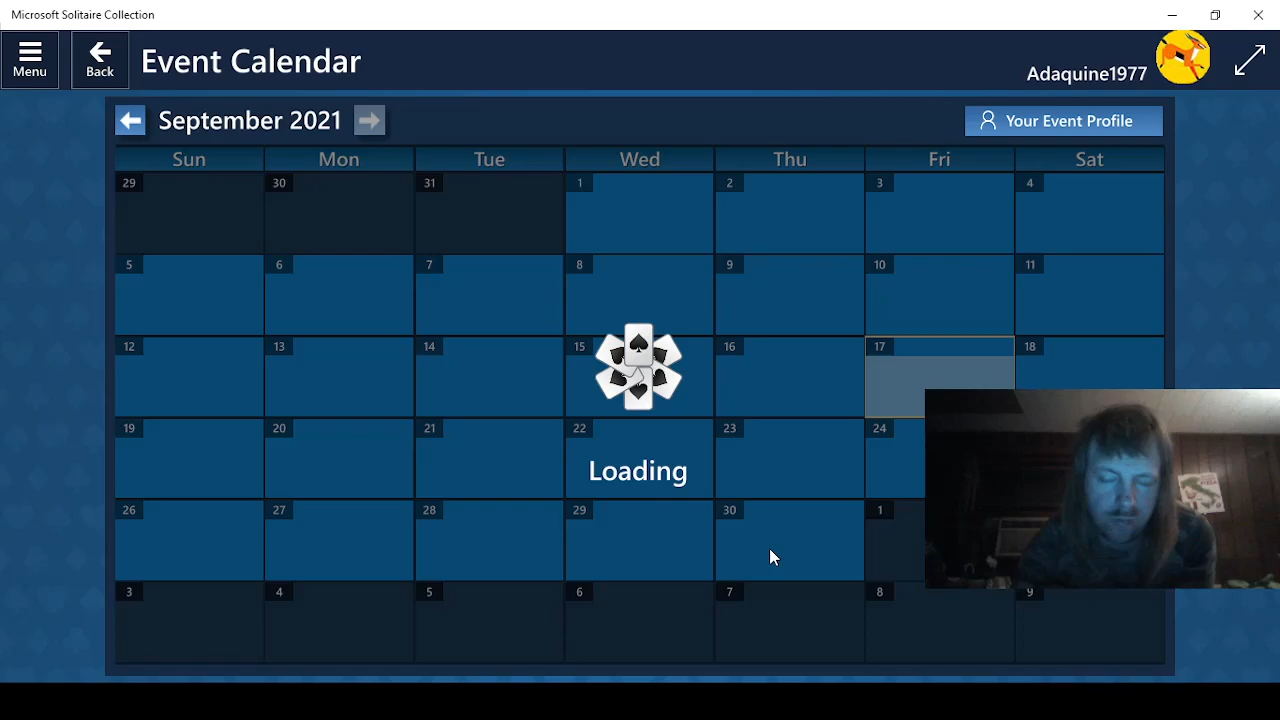 Microsoft Solitaire Collection
Menu
Back
Event Calendar
Adaquine1977
September 2021
Your Event Profile
Sun Mon Tue Wed Thu Fri Sat
29 30 31 1 2 3 4
5 6 7 8 9 10 11
12 13 14 15 16 17 18
19 20 21 22 23 24
Loading
26 27 28 29 30 1
3 4 5 6 7 8 9